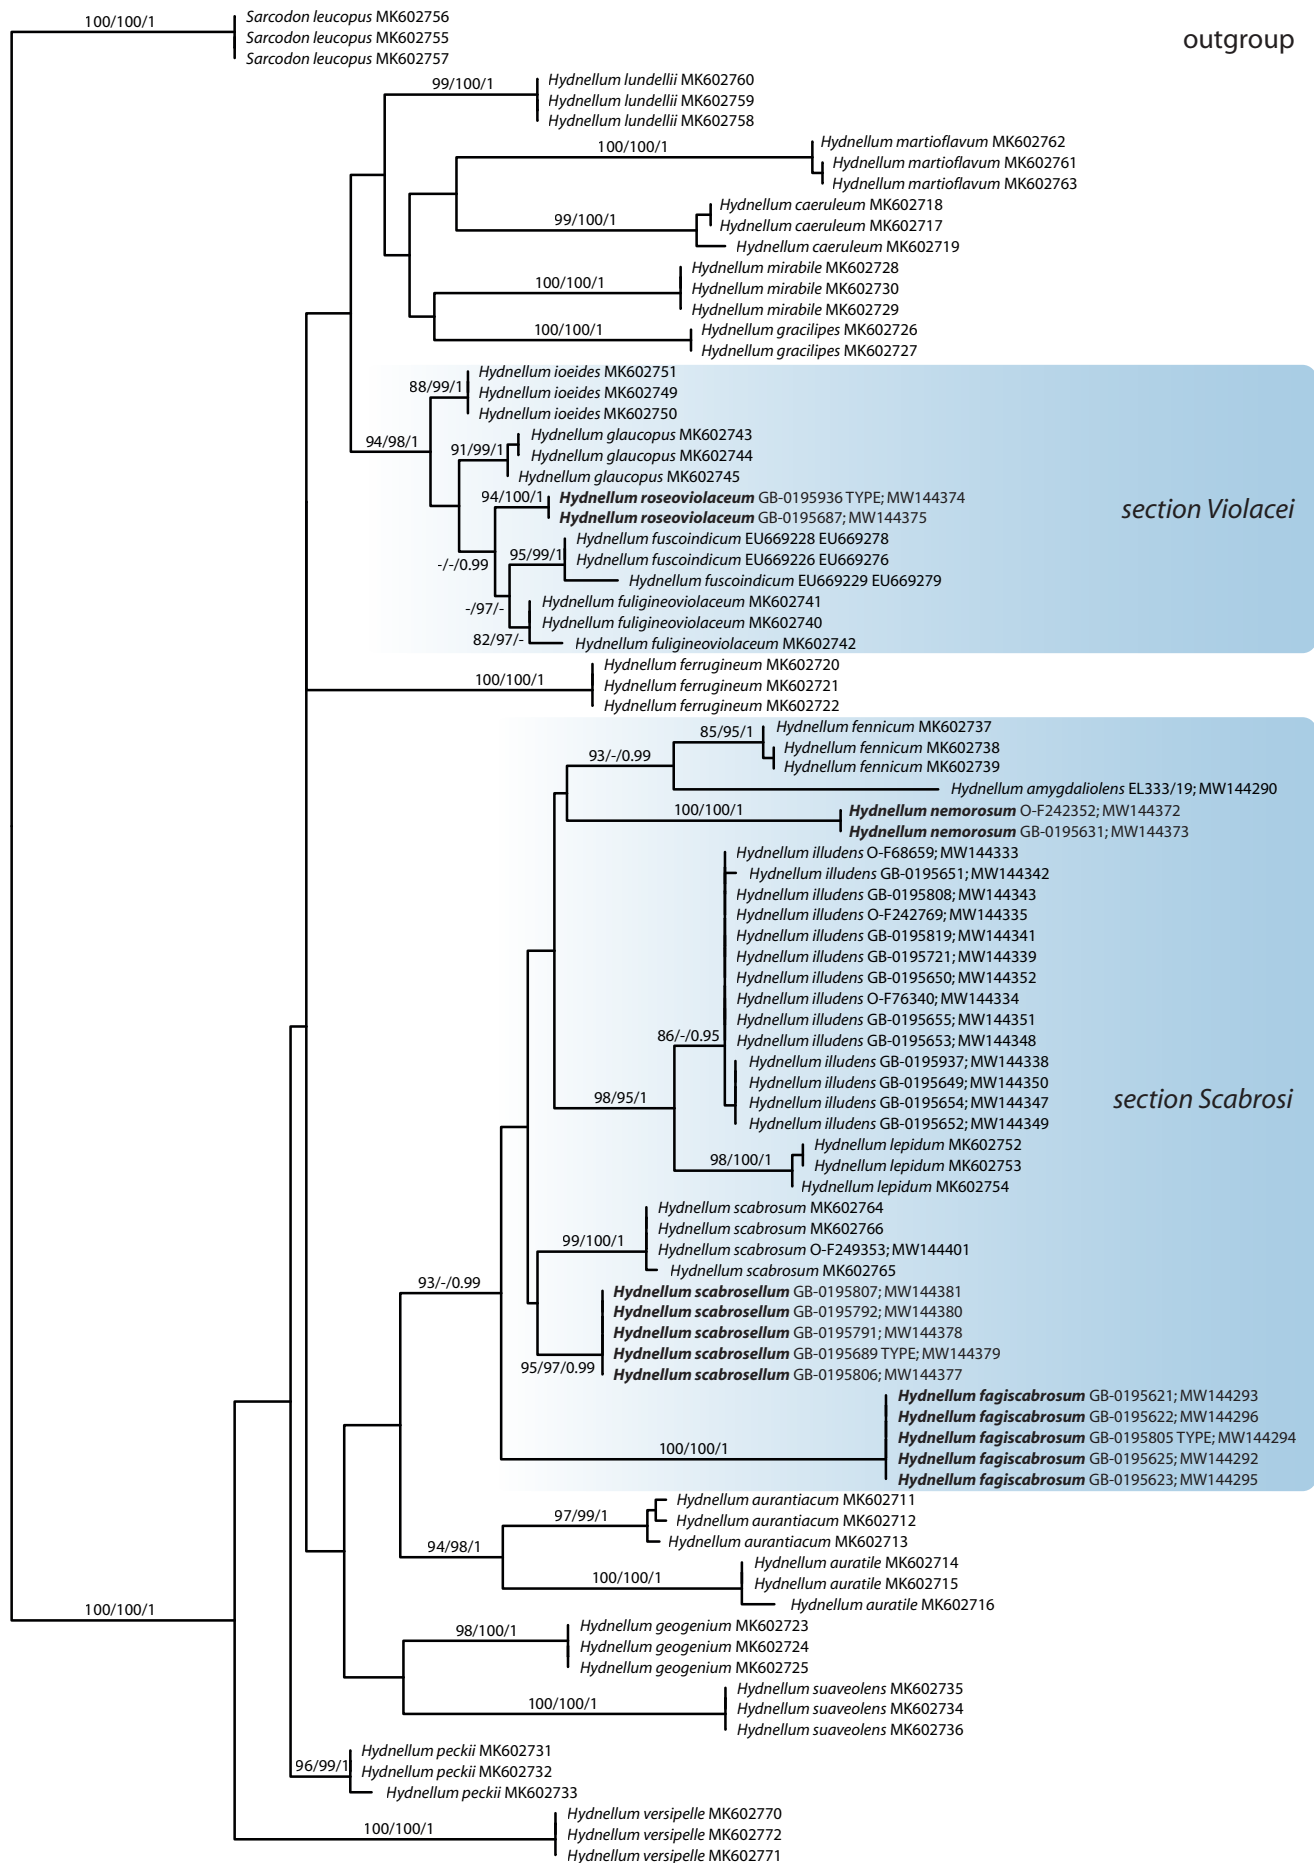 100/100/1
Sarcodon leucopus MK602756
Sarcodon leucopus MK602755
Sarcodon leucopus MK602757
outgroup
99/100/1
Hydnellum lundellii MK602760
Hydnellum lundellii MK602759
Hydnellum lundellii MK602758
100/100/1
Hydnellum martioflavum MK602762
Hydnellum martioflavum MK602761
Hydnellum martioflavum MK602763
99/100/1
Hydnellum caeruleum MK602718
Hydnellum caeruleum MK602717
Hydnellum caeruleum MK602719
100/100/1
Hydnellum mirabile MK602728
Hydnellum mirabile MK602730
Hydnellum mirabile MK602729
100/100/1
Hydnellum gracilipes MK602726
Hydnellum gracilipes MK602727
94/98/1
88/99/1
Hydnellum ioeides MK602751
Hydnellum ioeides MK602749
Hydnellum ioeides MK602750
91/99/1
Hydnellum glaucopus MK602743
Hydnellum glaucopus MK602744
Hydnellum glaucopus MK602745
94/100/1
Hydnellum roseoviolaceum GB-0195936 TYPE; MW144374
Hydnellum roseoviolaceum GB-0195687; MW144375
section Violacei
-/-/0.99
95/99/1
Hydnellum fuscoindicum EU669228 EU669278
Hydnellum fuscoindicum EU669226 EU669276
Hydnellum fuscoindicum EU669229 EU669279
-/97/-
82/97/-
Hydnellum fuligineoviolaceum MK602741
Hydnellum fuligineoviolaceum MK602740
Hydnellum fuligineoviolaceum MK602742
100/100/1
Hydnellum ferrugineum MK602720
Hydnellum ferrugineum MK602721
Hydnellum ferrugineum MK602722
93/-/0.99
85/95/1
Hydnellum fennicum MK602737
Hydnellum fennicum MK602738
Hydnellum fennicum MK602739
Hydnellum amygdaliolens EL333/19; MW144290
100/100/1
Hydnellum nemorosum O-F242352; MW144372
Hydnellum nemorosum GB-0195631; MW144373
Hydnellum illudens O-F68659; MW144333
Hydnellum illudens GB-0195651; MW144342
Hydnellum illudens GB-0195808; MW144343
Hydnellum illudens O-F242769; MW144335
Hydnellum illudens GB-0195819; MW144341
Hydnellum illudens GB-0195721; MW144339
Hydnellum illudens GB-0195650; MW144352
Hydnellum illudens O-F76340; MW144334
Hydnellum illudens GB-0195655; MW144351
86/-/0.95
Hydnellum illudens GB-0195653; MW144348
Hydnellum illudens GB-0195937; MW144338
Hydnellum illudens GB-0195649; MW144350
Hydnellum illudens GB-0195654; MW144347
Hydnellum illudens GB-0195652; MW144349
section Scabrosi
98/95/1
98/100/1
Hydnellum lepidum MK602752
Hydnellum lepidum MK602753
Hydnellum lepidum MK602754
99/100/1
Hydnellum scabrosum MK602764
Hydnellum scabrosum MK602766
Hydnellum scabrosum O-F249353; MW144401
Hydnellum scabrosum MK602765
93/-/0.99
Hydnellum scabrosellum GB-0195807; MW144381
Hydnellum scabrosellum GB-0195792; MW144380
Hydnellum scabrosellum GB-0195791; MW144378
Hydnellum scabrosellum GB-0195689 TYPE; MW144379
Hydnellum scabrosellum GB-0195806; MW144377
95/97/0.99
100/100/1
Hydnellum fagiscabrosum GB-0195621; MW144293
Hydnellum fagiscabrosum GB-0195622; MW144296
Hydnellum fagiscabrosum GB-0195805 TYPE; MW144294
Hydnellum fagiscabrosum GB-0195625; MW144292
Hydnellum fagiscabrosum GB-0195623; MW144295
94/98/1
97/99/1
Hydnellum aurantiacum MK602711
Hydnellum aurantiacum MK602712
Hydnellum aurantiacum MK602713
100/100/1
Hydnellum auratile MK602714
Hydnellum auratile MK602715
Hydnellum auratile MK602716
100/100/1
98/100/1
Hydnellum geogenium MK602723
Hydnellum geogenium MK602724
Hydnellum geogenium MK602725
100/100/1
Hydnellum suaveolens MK602735
Hydnellum suaveolens MK602734
Hydnellum suaveolens MK602736
96/99/1
Hydnellum peckii MK602731
Hydnellum peckii MK602732
Hydnellum peckii MK602733
100/100/1
Hydnellum versipelle MK602770
Hydnellum versipelle MK602772
Hydnellum versipelle MK602771